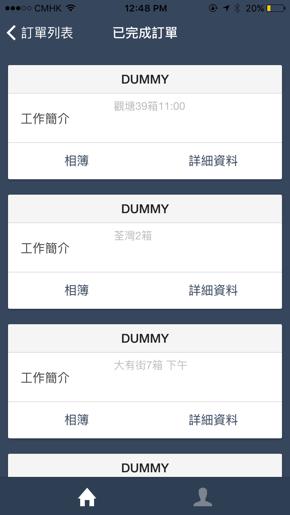 CMHK 12:48 PM 20%
訂單列表 已完成訂單
DUMMY
觀塘39箱11:00
工作簡介
相簿 詳細資料
DUMMY
荃灣2箱
工作簡介
相簿 詳細資料
DUMMY
大有街7箱 下午
工作簡介
相簿 詳細資料
DUMMY